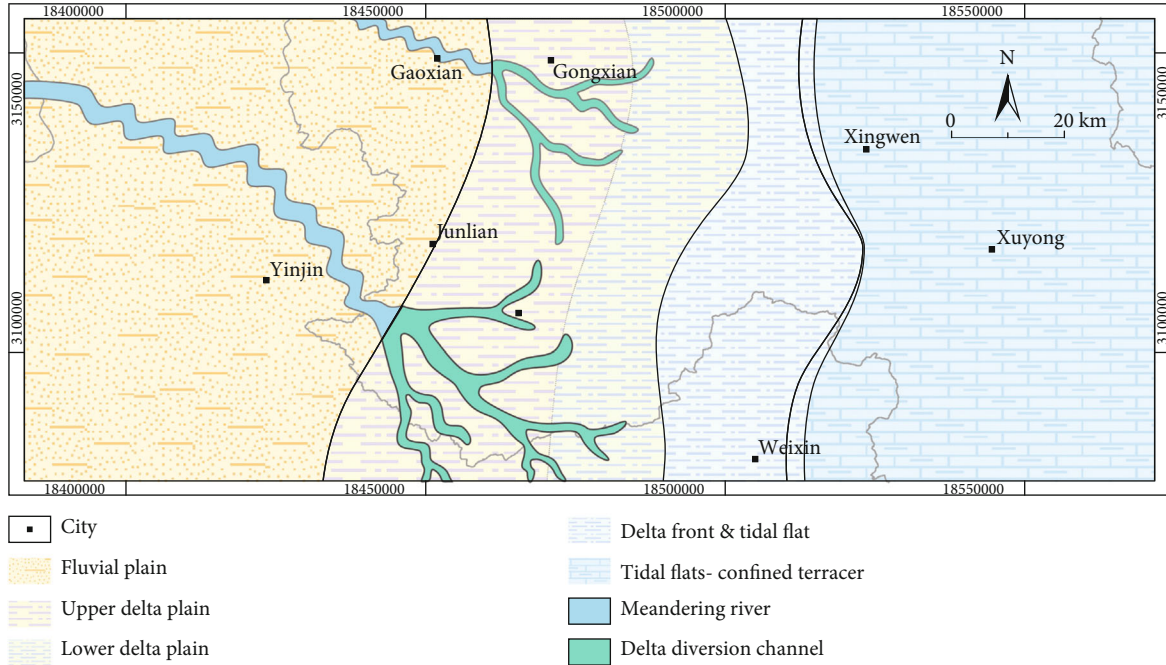 18400000 18450000 18500000 18550000
3150000
3150000
Gaoxian
Gongxian
N
0 20 km
Xingwen
Junlian
Xuyong
Yinjin
3100000
3100000
Weixin
18400000 18450000 18500000 18550000
City
Fluvial plain
Upper delta plain
Lower delta plain
Delta front & tidal flat
Tidal flats- confined terracer
Meandering river
Delta diversion channel